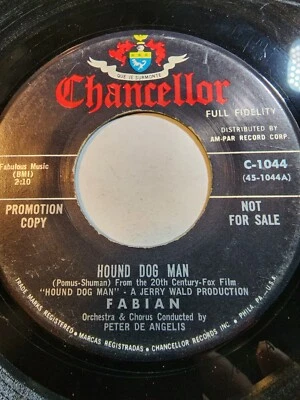 QUE JE SURMONTE
Chancellor
FULL FIDELITY
DISTRIBUTED BY
AM-PAR RECORD CORP.
Fabulous Music
(BMI)
2:10
C-1044
(45-1044A)
PROMOTION
COPY
NOT
FOR SALE
HOUND DOG MAN
(Pomus-Shuman) From the 20th Century-Fox Film
"HOUND DOG MAN" - A JERRY WALD PRODUCTION
FABIAN
Orchestra & Chorus Conducted by
PETER DE ANGELIS
TRADE MARKS REGISTERED • MARCAS REGISTRADAS • CHANCELLOR RECORDS INC. • PHILA., PA., U.S.A.